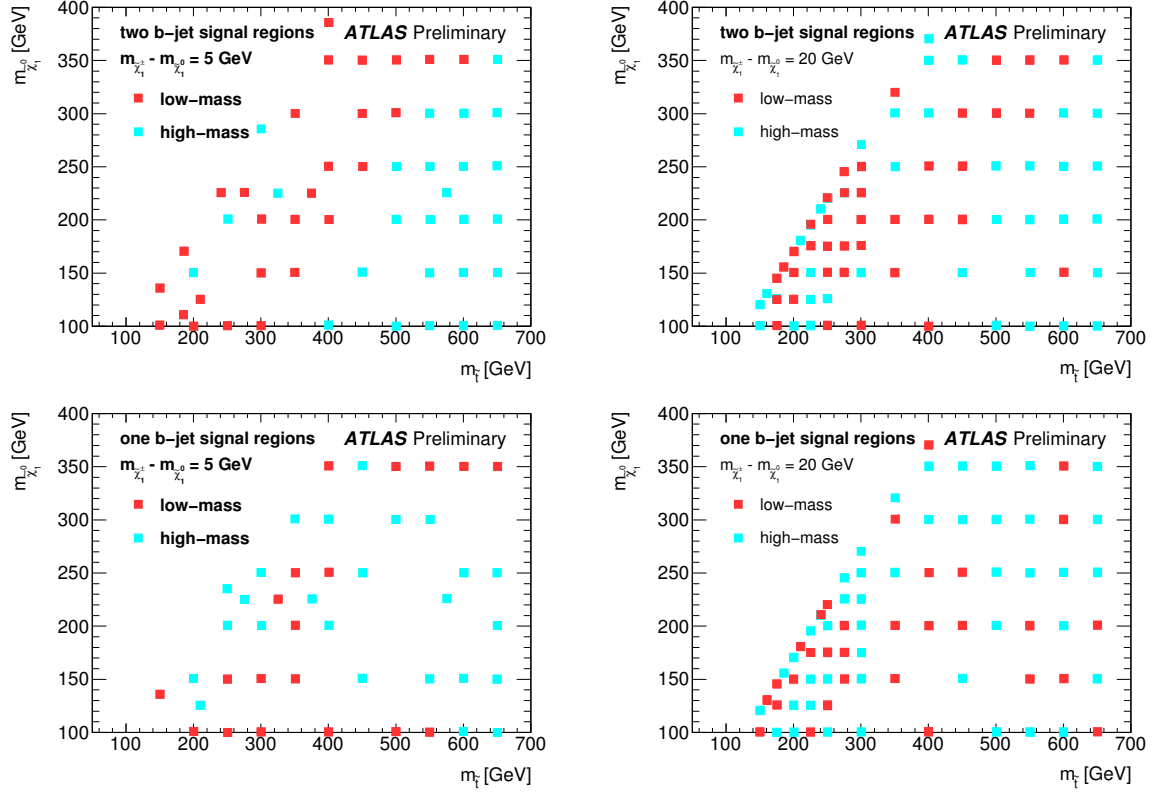 two b-jet signal regions ATLAS Preliminary
m_χ̃₁^± - m_χ̃₁⁰ = 5 GeV
low-mass
high-mass
m_χ̃₁⁰ [GeV]
400
350
300
250
200
150
100
100 200 300 400 500 600 700
m_t̃ [GeV]
two b-jet signal regions ATLAS Preliminary
m_χ̃₁^± - m_χ̃₁⁰ = 20 GeV
low-mass
high-mass
m_χ̃₁⁰ [GeV]
400
350
300
250
200
150
100
100 200 300 400 500 600 700
m_t̃ [GeV]
one b-jet signal regions ATLAS Preliminary
m_χ̃₁^± - m_χ̃₁⁰ = 5 GeV
low-mass
high-mass
m_χ̃₁⁰ [GeV]
400
350
300
250
200
150
100
100 200 300 400 500 600 700
m_t̃ [GeV]
one b-jet signal regions ATLAS Preliminary
m_χ̃₁^± - m_χ̃₁⁰ = 20 GeV
low-mass
high-mass
m_χ̃₁⁰ [GeV]
400
350
300
250
200
150
100
100 200 300 400 500 600 700
m_t̃ [GeV]